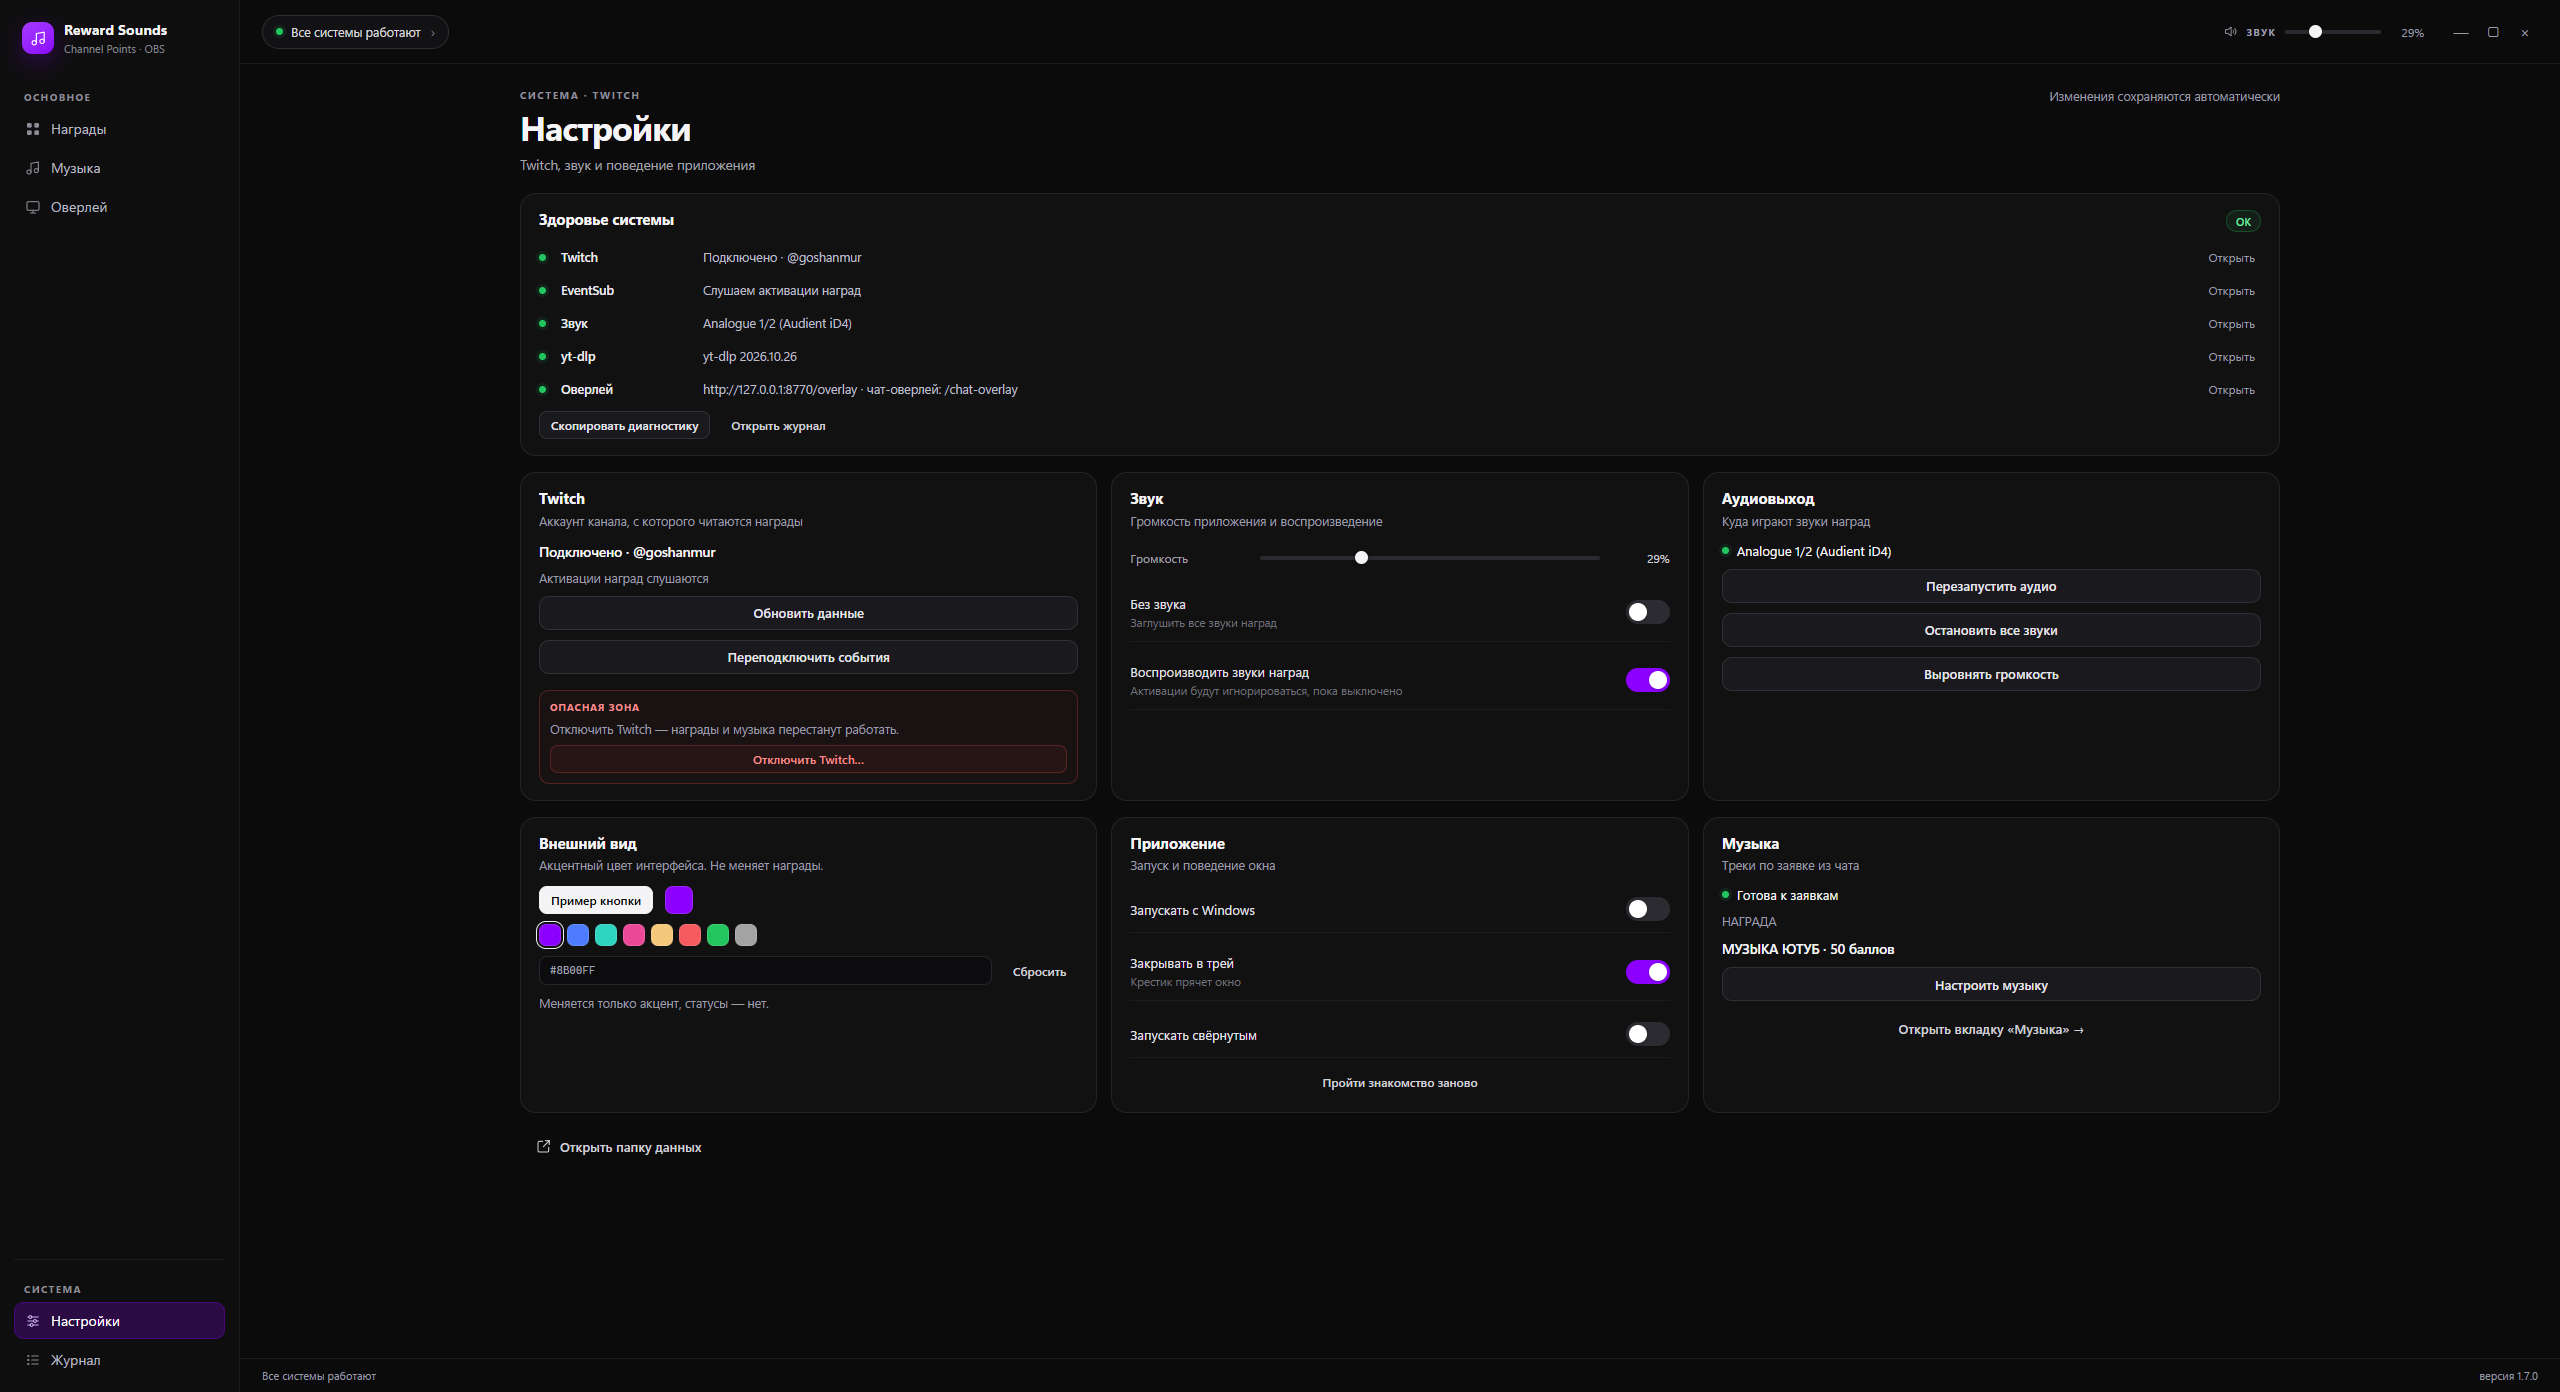 Reward Sounds
Channel Points · OBS
Все системы работают ›
ЗВУК 29%
ОСНОВНОЕ
Награды
Музыка
Оверлей
СИСТЕМА · TWITCH
Изменения сохраняются автоматически
Настройки
Twitch, звук и поведение приложения
Здоровье системы
OK
Twitch Подключено · @goshanmur Открыть
EventSub Слушаем активации наград Открыть
Звук Analogue 1/2 (Audient iD4) Открыть
yt-dlp yt-dlp 2026.10.26 Открыть
Оверлей http://127.0.0.1:8770/overlay · чат-оверлей: /chat-overlay Открыть
Скопировать диагностику Открыть журнал
Twitch
Аккаунт канала, с которого читаются награды
Подключено · @goshanmur
Активации наград слушаются
Обновить данные
Переподключить события
ОПАСНАЯ ЗОНА
Отключить Twitch — награды и музыка перестанут работать.
Отключить Twitch...
Звук
Громкость приложения и воспроизведение
Громкость 29%
Без звука
Заглушить все звуки наград
Воспроизводить звуки наград
Активации будут игнорироваться, пока выключено
Аудиовыход
Куда играют звуки наград
Analogue 1/2 (Audient iD4)
Перезапустить аудио
Остановить все звуки
Выровнять громкость
Внешний вид
Акцентный цвет интерфейса. Не меняет награды.
Пример кнопки
#8B00FF Сбросить
Меняется только акцент, статусы — нет.
Приложение
Запуск и поведение окна
Запускать с Windows
Закрывать в трей
Крестик прячет окно
Запускать свёрнутым
Пройти знакомство заново
Музыка
Треки по заявке из чата
Готова к заявкам
НАГРАДА
МУЗЫКА ЮТУБ · 50 баллов
Настроить музыку
Открыть вкладку «Музыка» →
Открыть папку данных
СИСТЕМА
Настройки
Журнал
Все системы работают
версия 1.7.0